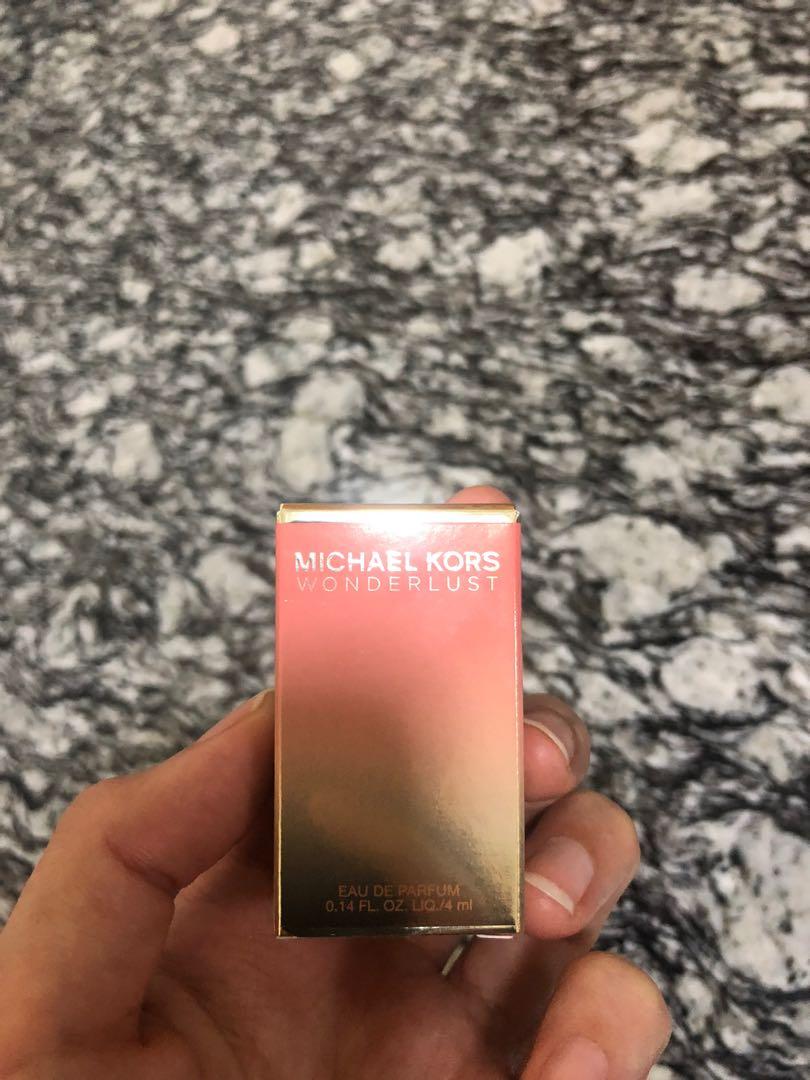 MICHAEL KORS
WONDERLUST
EAU DE PARFUM
0.14 FL. OZ. LIQ./4 ml